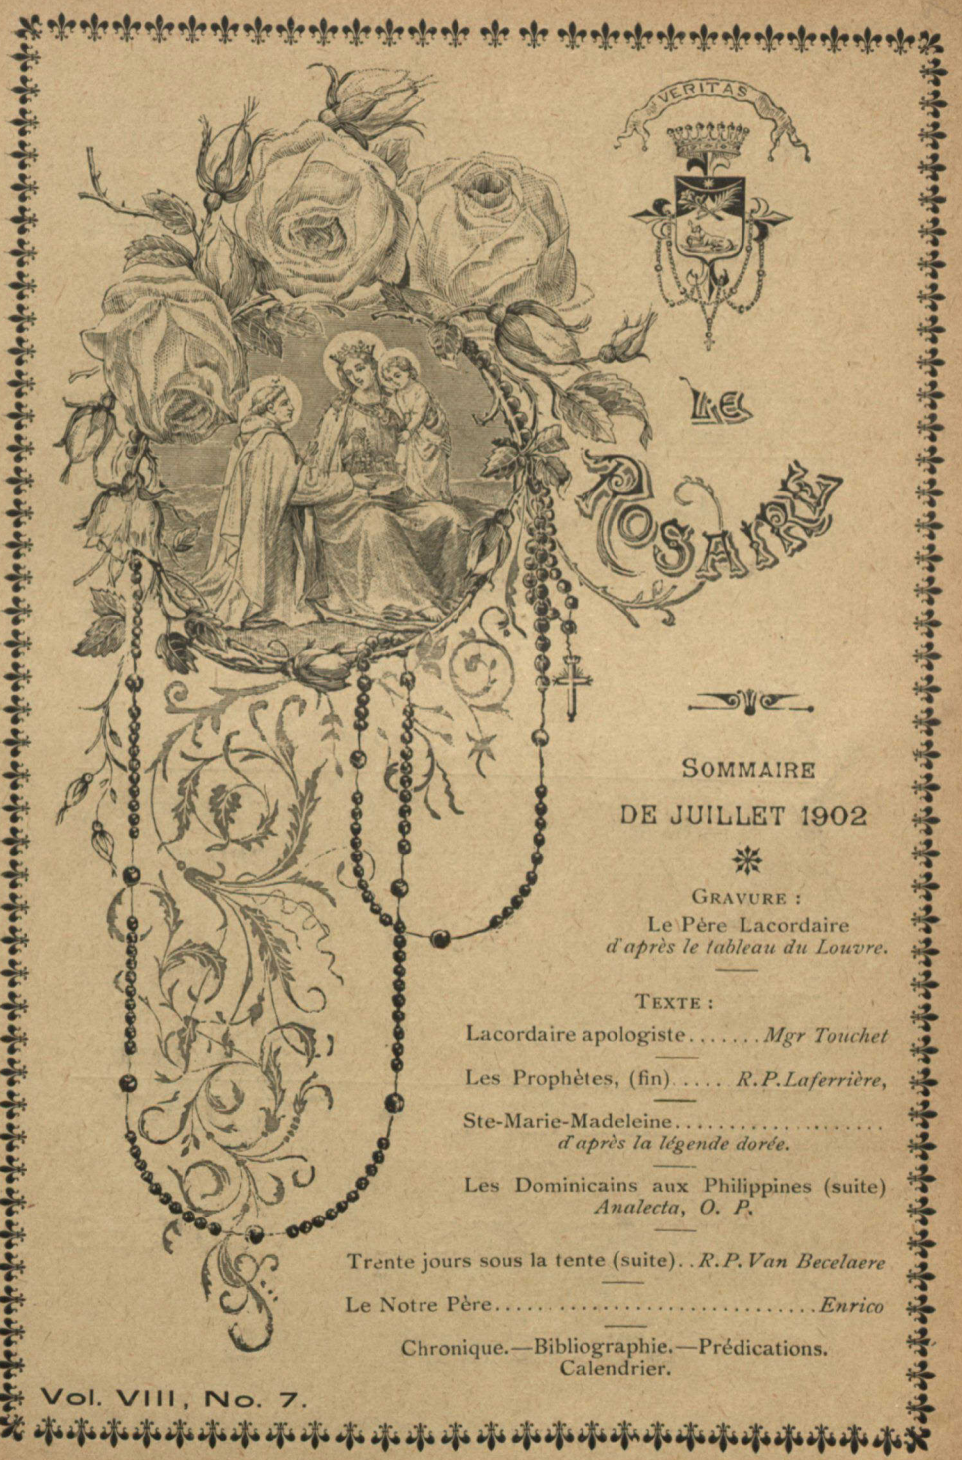 VERITAS
LE
ROSAIRE
SOMMAIRE
DE JUILLET 1902
GRAVURE :
Le Père Lacordaire
d'après le tableau du Louvre.
TEXTE :
Lacordaire apologiste.......Mgr Touchet
Les Prophètes, (fin) .... R. P. Laferrière,
Ste-Marie-Madeleine...................
d'après la légende dorée.
Les Dominicains aux Philippines (suite)
Analecta, O. P.
Trente jours sous la tente (suite). . R. P. Van Becelaere
Le Notre Père.............................Enrico
Chronique.—Bibliographie.—Prédications.
Calendrier.
Vol. VIII, No. 7.